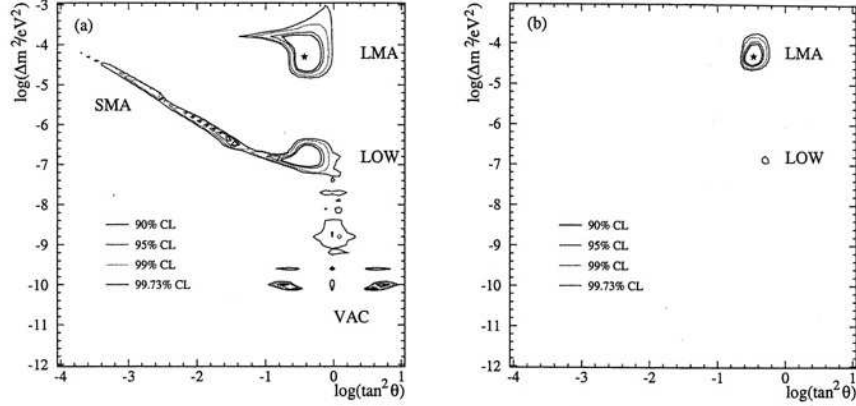 (a)
log(Δm²/eV²)
-3
-4
-5
-6
-7
-8
-9
-10
-11
-12
LMA
SMA
LOW
VAC
90% CL
95% CL
99% CL
99.73% CL
-4 -3 -2 -1 0 1
log(tan²θ)
(b)
log(Δm²/eV²)
-4
-5
-6
-7
-8
-9
-10
-11
-12
LMA
LOW
90% CL
95% CL
99% CL
99.73% CL
-4 -3 -2 -1 0 1
log(tan²θ)